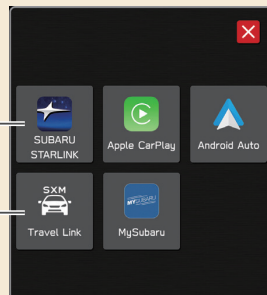 SUBARU
STARLINK
Apple CarPlay
Android Auto
SXM
Travel Link
MYSUBARU
MySubaru